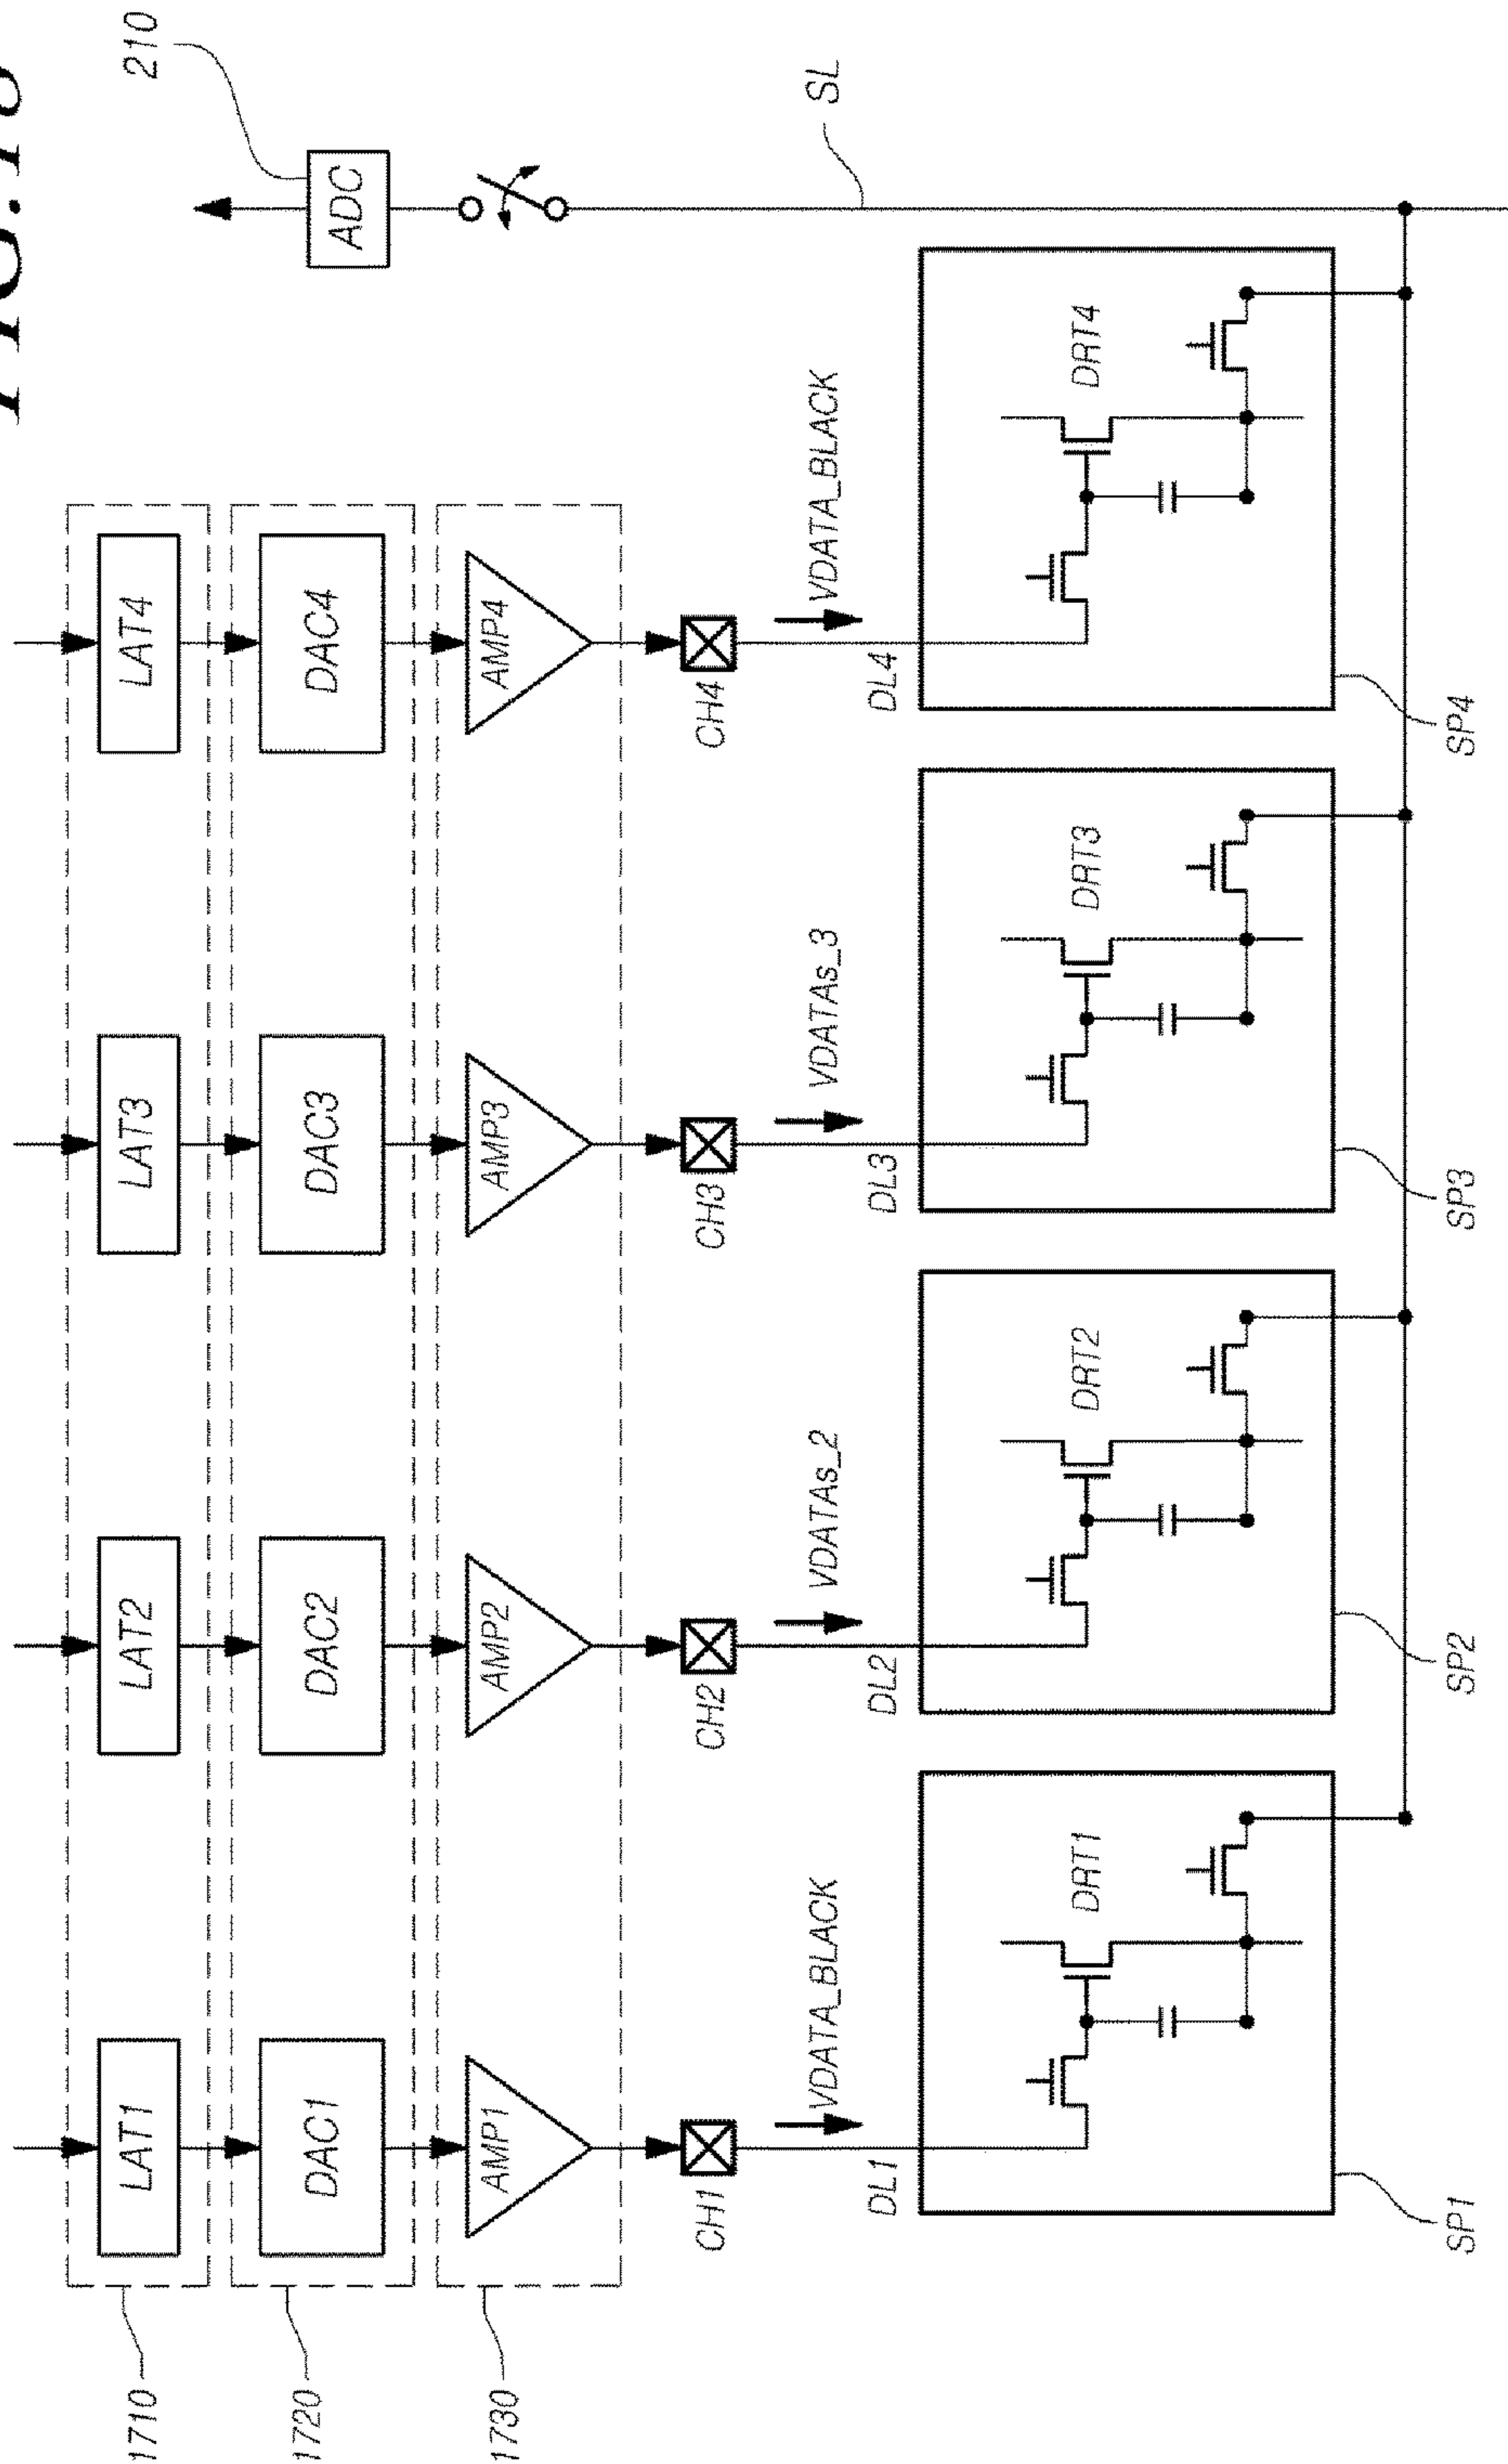 FIG. 18
210
ADC
SL
1710
LAT1
LAT2
LAT3
LAT4
1720
DAC1
DAC2
DAC3
DAC4
1730
AMP1
AMP2
AMP3
AMP4
CH1
CH2
CH3
CH4
VDATA_BLACK
VDATAs_2
VDATAs_3
VDATA_BLACK
DL1
DL2
DL3
DL4
DRT1
DRT2
DRT3
DRT4
SP1
SP2
SP3
SP4